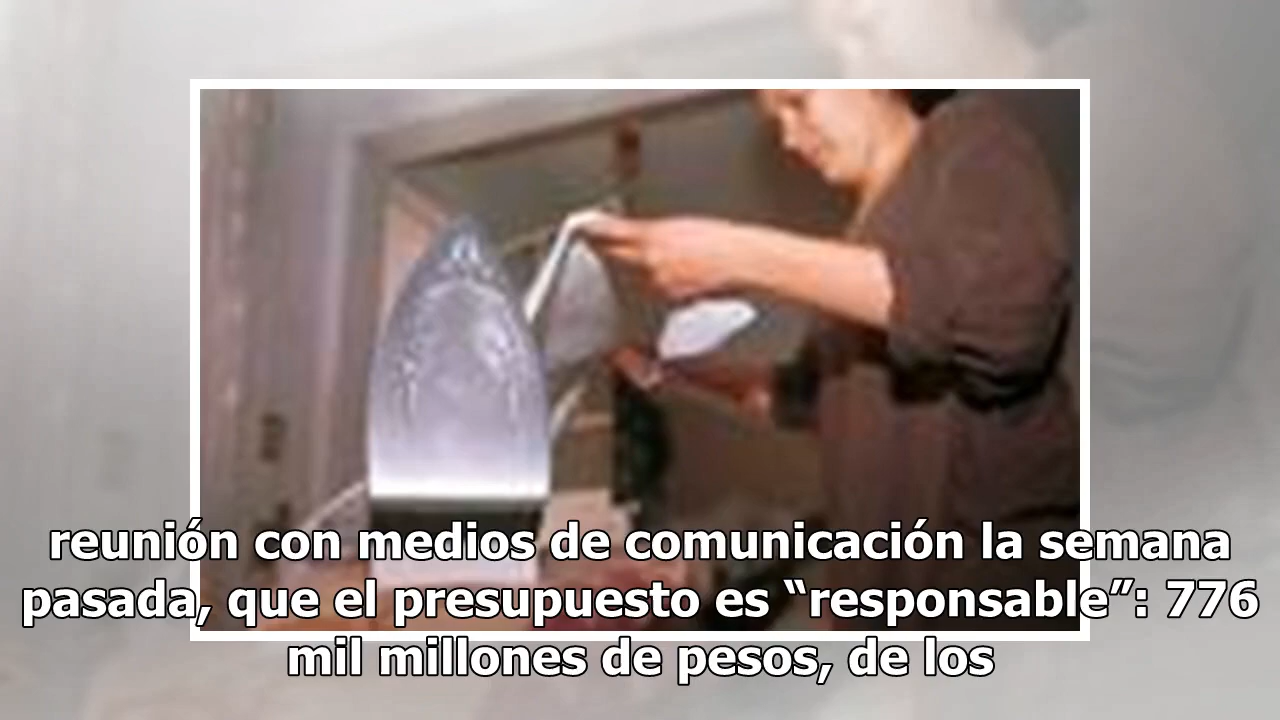 reunión con medios de comunicación la semana
pasada, que el presupuesto es “responsable”: 776
mil millones de pesos, de los